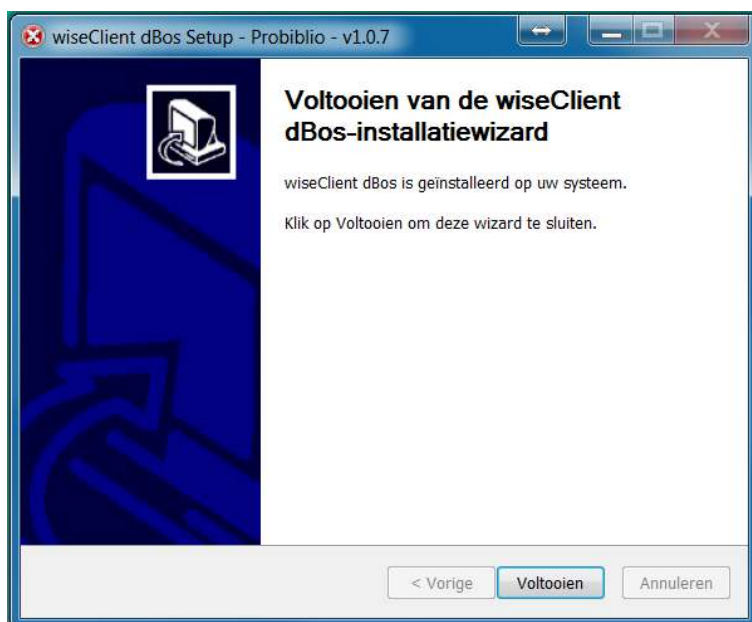 wiseClient dBos Setup - Probiblio - v1.0.7
Voltooien van de wiseClient
dBos-installatiewizard
wiseClient dBos is geïnstalleerd op uw systeem.
Klik op Voltooien om deze wizard te sluiten.
< Vorige
Voltooien
Annuleren